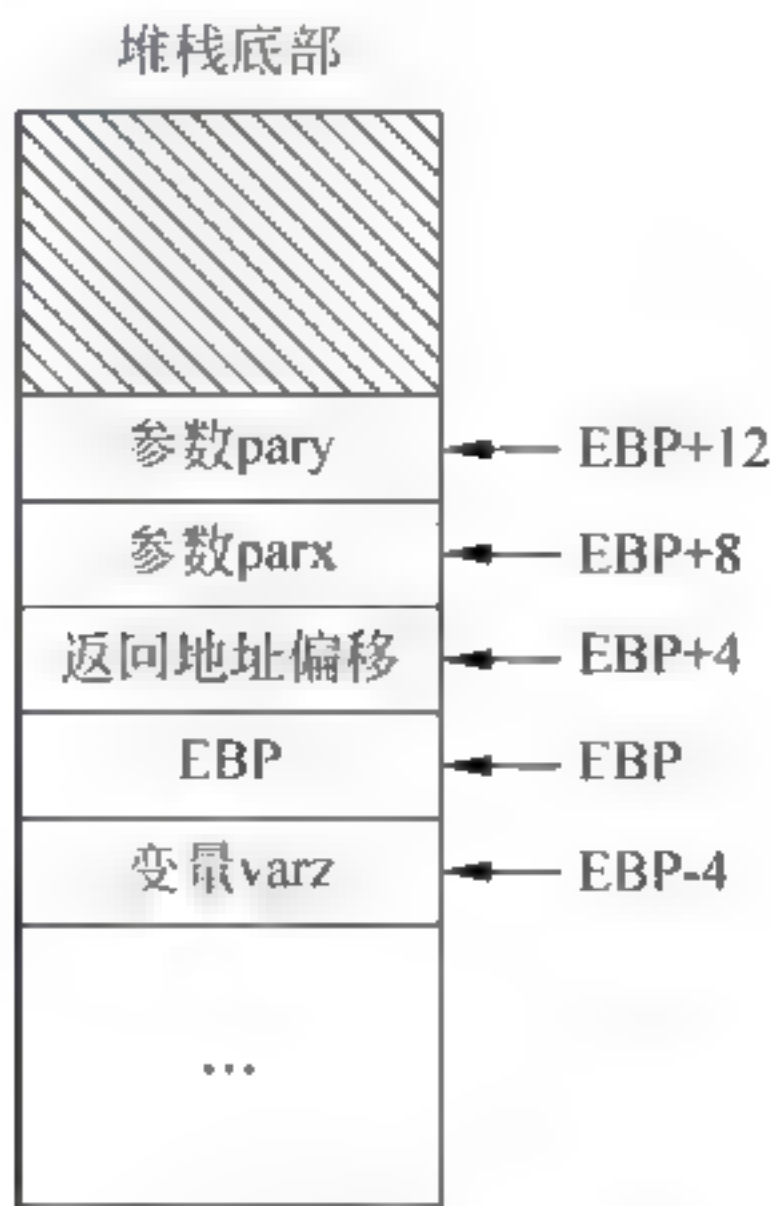 堆栈底部
参数pary EBP+12
参数parx EBP+8
返回地址偏移 EBP+4
EBP EBP
变量varz EBP-4
...